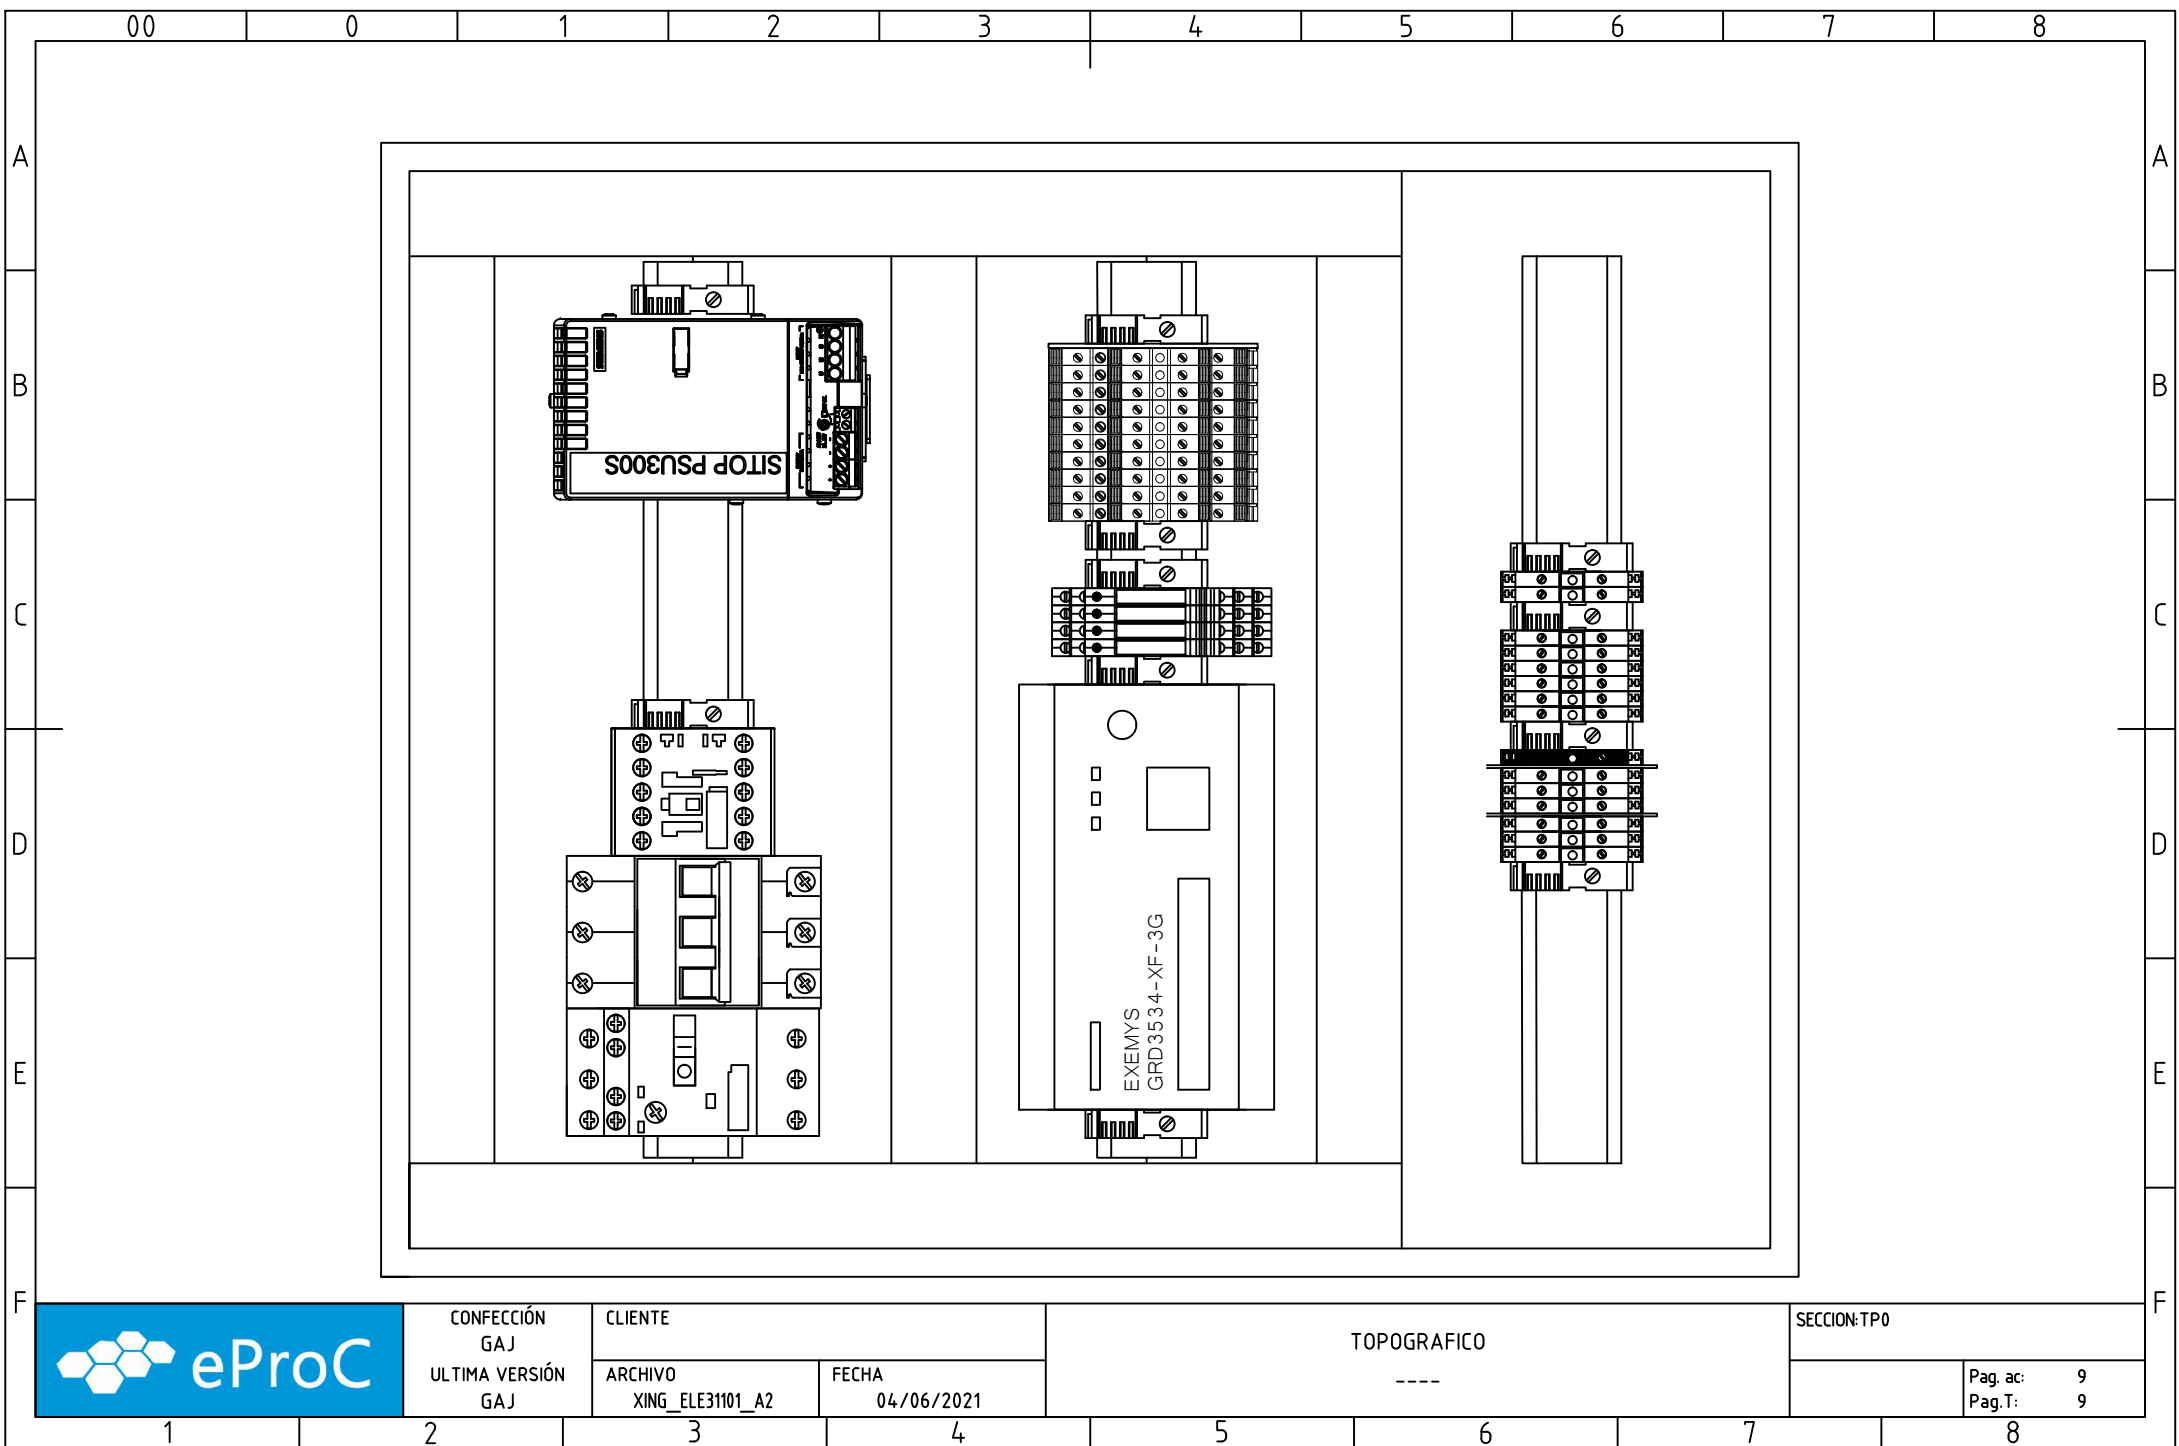 00 0 1 2 3 4 5 6 7 8
A A
B B
SITOP PSU300S
C C
D D
EXEMYS
GRD3534-XF-3G
E E
F F
eProC
CONFECCIÓN
GAJ
ULTIMA VERSIÓN
GAJ
CLIENTE
ARCHIVO
XING_ELE31101_A2
FECHA
04/06/2021
TOPOGRAFICO
----
SECCION:TP0
Pag. ac: 9
Pag.T: 9
1 2 3 4 5 6 7 8